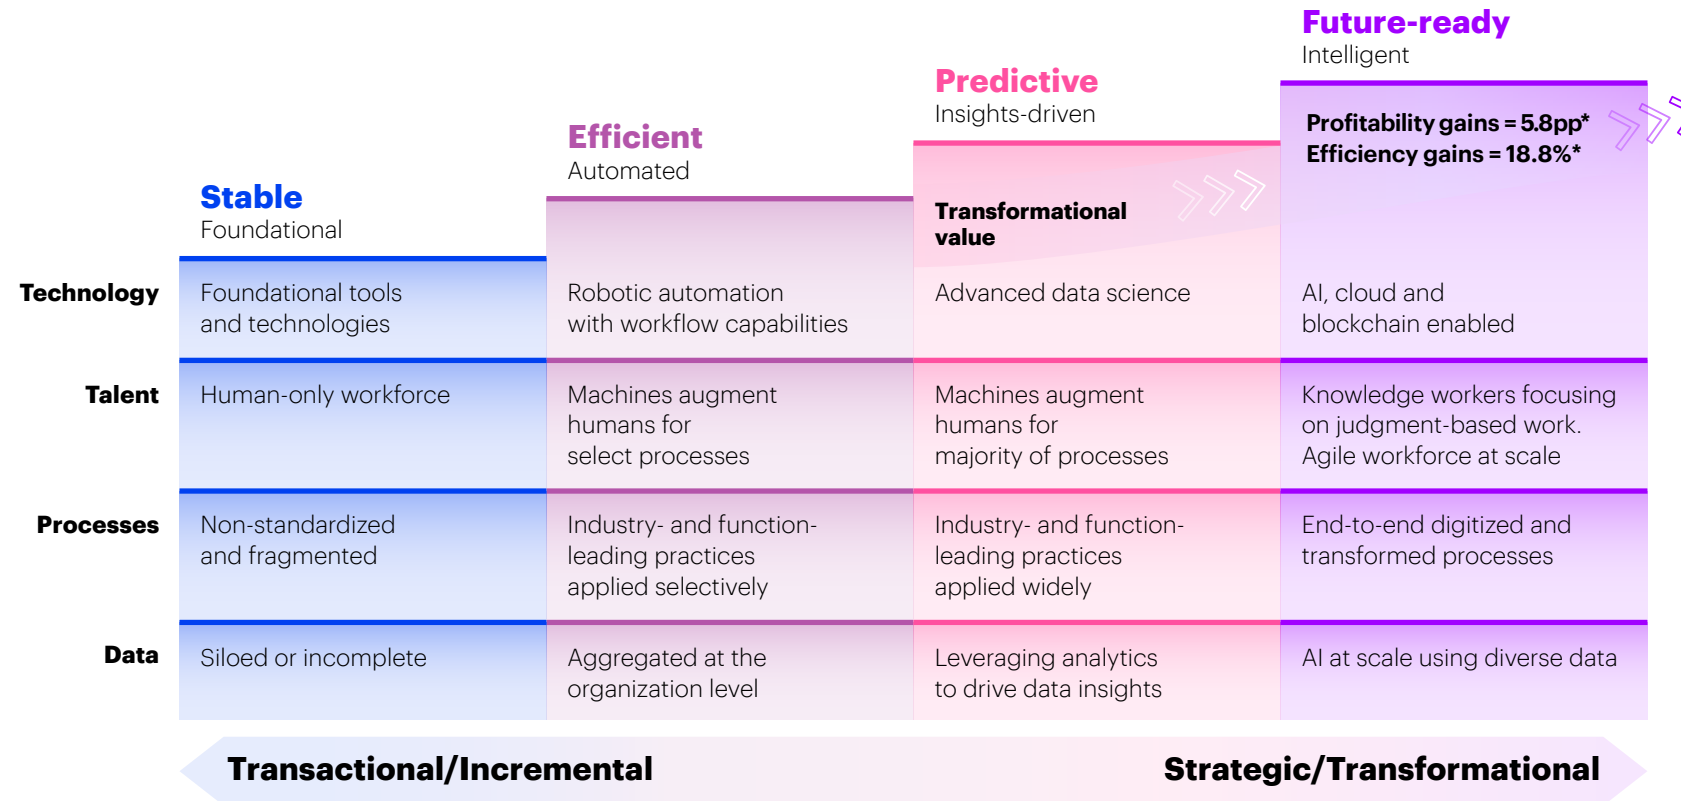 Future-ready
Intelligent
Profitability gains = 5.8pp*
Efficiency gains = 18.8%*
Predictive
Insights-driven
Transformational
value
Efficient
Automated
Stable
Foundational
Technology
Foundational tools
and technologies
Robotic automation
with workflow capabilities
Advanced data science
AI, cloud and
blockchain enabled
Talent
Human-only workforce
Machines augment
humans for
select processes
Machines augment
humans for
majority of processes
Knowledge workers focusing
on judgment-based work.
Agile workforce at scale
Processes
Non-standardized
and fragmented
Industry- and function-
leading practices
applied selectively
Industry- and function-
leading practices
applied widely
End-to-end digitized and
transformed processes
Data
Siloed or incomplete
Aggregated at the
organization level
Leveraging analytics
to drive data insights
AI at scale using diverse data
Transactional/Incremental
Strategic/Transformational